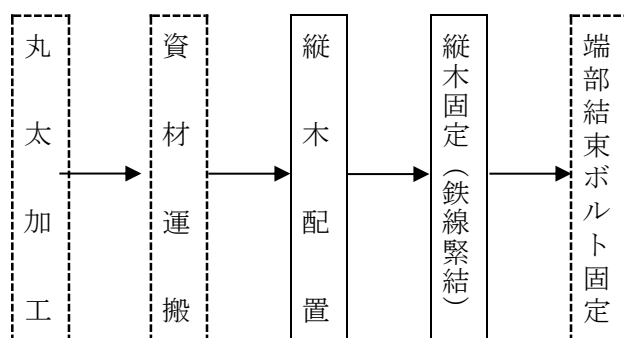 丸太加工
資材運搬
縦木配置
縦木固定（鉄線緊結）
端部結束ボルト固定